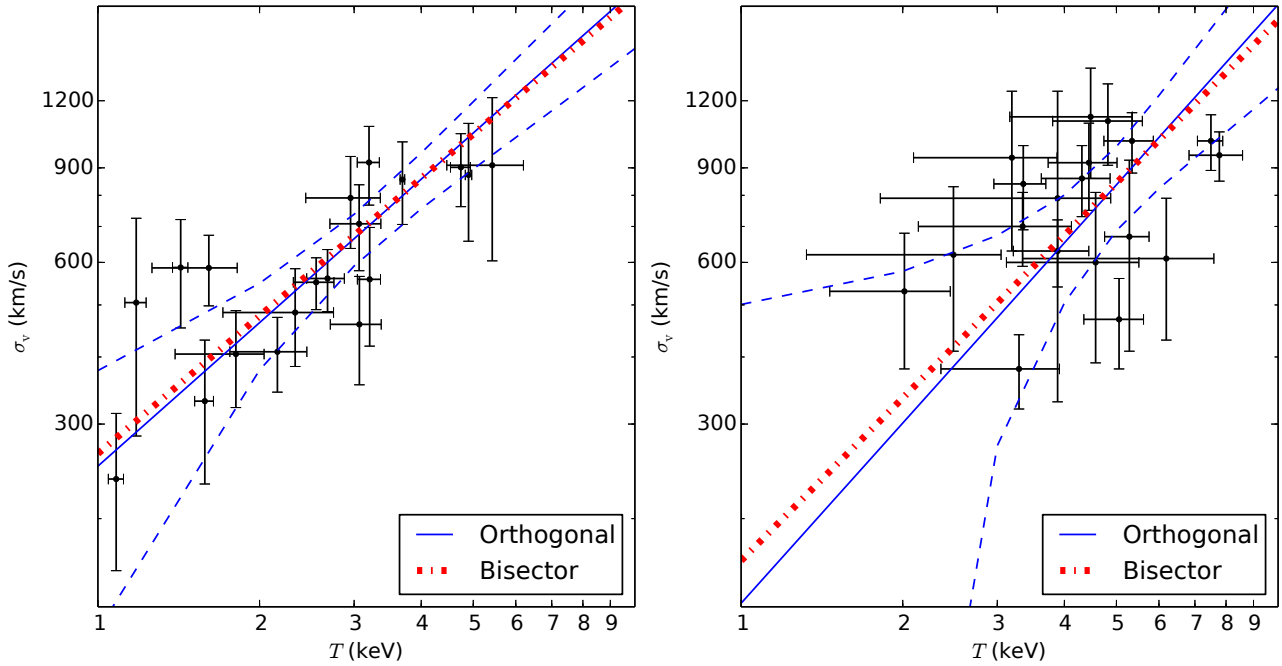 1200
900
600
300
σv (km/s)
1 2 3 4 5 6 7 8 9
T (keV)
Orthogonal
Bisector
1200
900
600
300
σv (km/s)
1 2 3 4 5 6 7 8 9
T (keV)
Orthogonal
Bisector